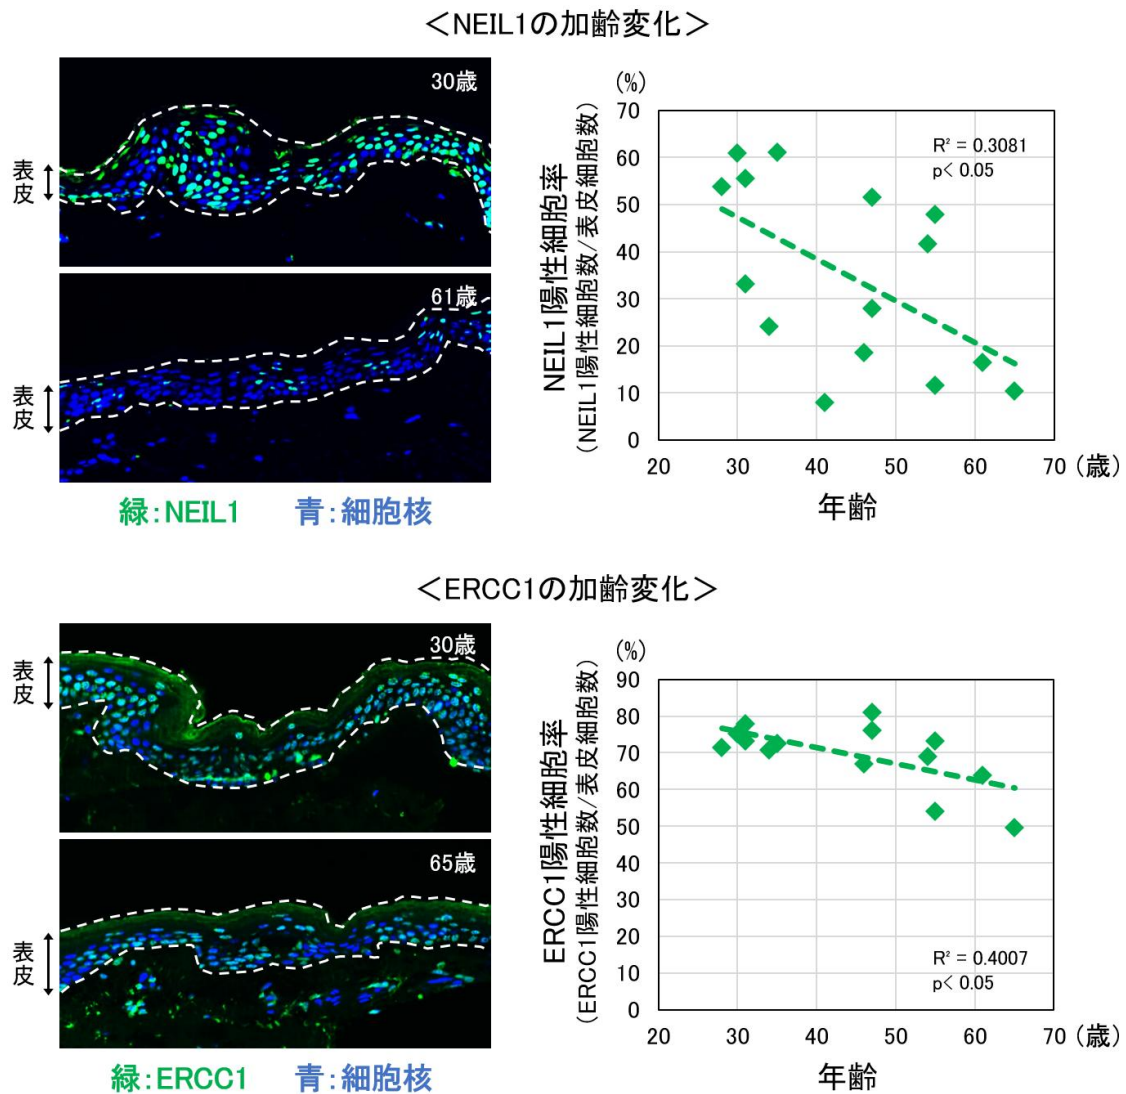 ＜NEIL1の加齢変化＞
30歳
表皮
61歳
表皮
緑：NEIL1 青：細胞核
(%)
NEIL1陽性細胞率
(NEIL1陽性細胞数/表皮細胞数)
70
60
50
40
30
20
10
0
R² = 0.3081
p< 0.05
20 30 40 50 60 70 (歳)
年齢
＜ERCC1の加齢変化＞
30歳
表皮
65歳
表皮
緑：ERCC1 青：細胞核
(%)
ERCC1陽性細胞率
(ERCC1陽性細胞数/表皮細胞数)
90
80
70
60
50
40
30
20
10
0
R² = 0.4007
p< 0.05
20 30 40 50 60 70 (歳)
年齢